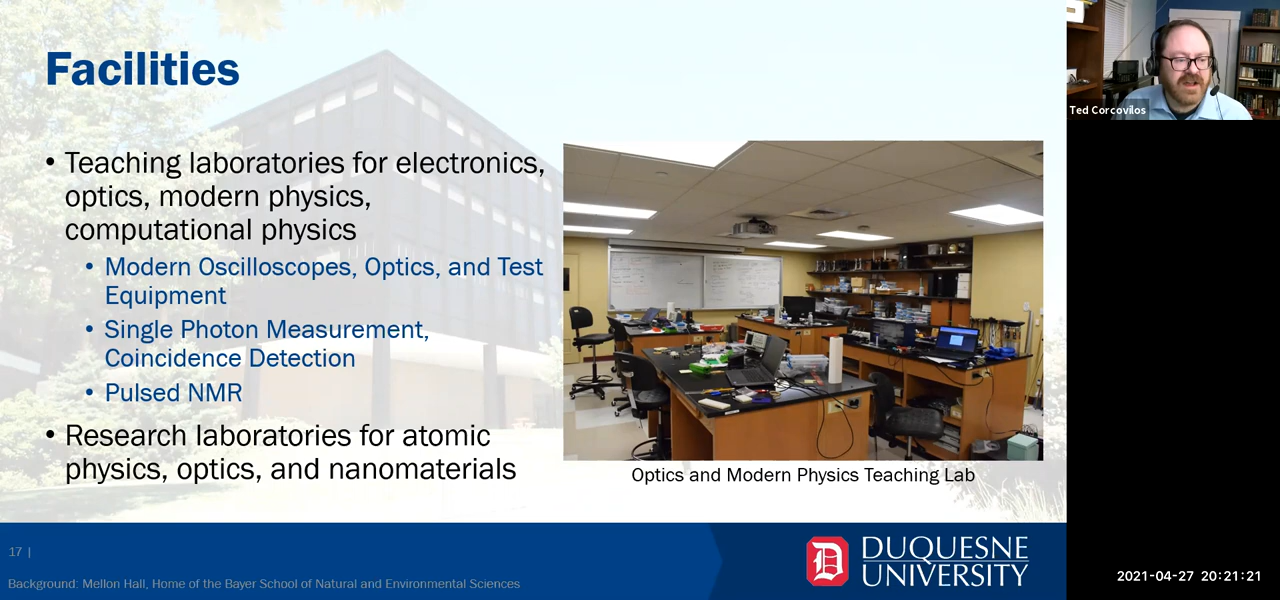 Facilities
• Teaching laboratories for electronics,
optics, modern physics,
computational physics
• Modern Oscilloscopes, Optics, and Test
Equipment
• Single Photon Measurement,
Coincidence Detection
• Pulsed NMR
• Research laboratories for atomic
physics, optics, and nanomaterials
Optics and Modern Physics Teaching Lab
17 |
Background: Mellon Hall, Home of the Bayer School of Natural and Environmental Sciences
D
DUQUESNE
UNIVERSITY
Ted Corcovilos
2021-04-27 20:21:21